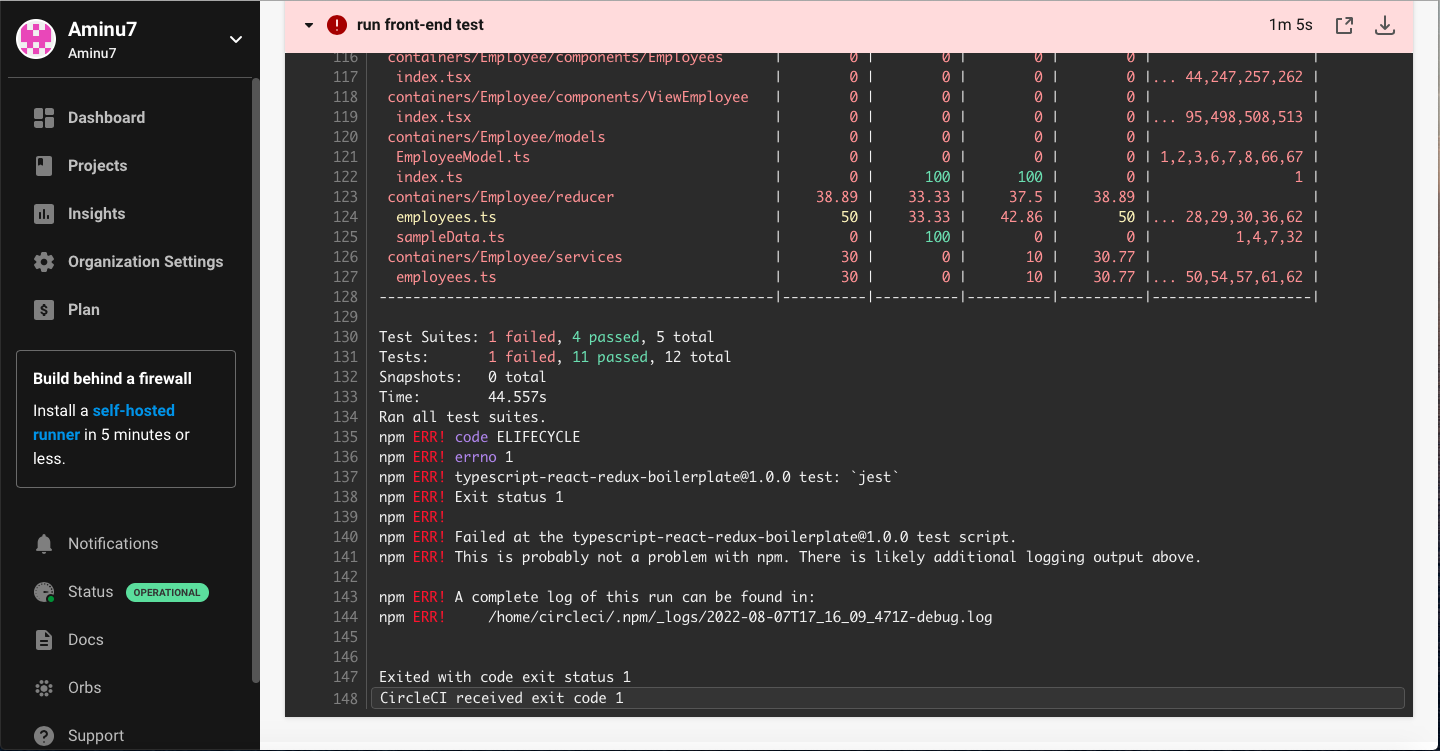 Aminu7
Aminu7
Dashboard
Projects
Insights
Organization Settings
Plan
Build behind a firewall
Install a self-hosted
runner in 5 minutes or
less.
Notifications
Status OPERATIONAL
Docs
Orbs
Support
run front-end test 1m 5s
116 containers/Employee/components/Employees | 0 | 0 | 0 | 0 | |
117 index.tsx | 0 | 0 | 0 | 0 |... 44,247,257,262 |
118 containers/Employee/components/ViewEmployee | 0 | 0 | 0 | 0 | |
119 index.tsx | 0 | 0 | 0 | 0 |... 95,498,508,513 |
120 containers/Employee/models | 0 | 0 | 0 | 0 | |
121 EmployeeModel.ts | 0 | 0 | 0 | 0 | 1,2,3,6,7,8,66,67 |
122 index.ts | 0 | 100 | 100 | 0 | 1 |
123 containers/Employee/reducer | 38.89 | 33.33 | 37.5 | 38.89 | |
124 employees.ts | 50 | 33.33 | 42.86 | 50 |... 28,29,30,36,62 |
125 sampleData.ts | 0 | 100 | 0 | 0 | 1,4,7,32 |
126 containers/Employee/services | 30 | 0 | 10 | 30.77 | |
127 employees.ts | 30 | 0 | 10 | 30.77 |... 50,54,57,61,62 |
128 -----------------------------------------------|----------|----------|----------|----------|-------------------|
129
130 Test Suites: 1 failed, 4 passed, 5 total
131 Tests: 1 failed, 11 passed, 12 total
132 Snapshots: 0 total
133 Time: 44.557s
134 Ran all test suites.
135 npm ERR! code ELIFECYCLE
136 npm ERR! errno 1
137 npm ERR! typescript-react-redux-boilerplate@1.0.0 test: `jest`
138 npm ERR! Exit status 1
139 npm ERR!
140 npm ERR! Failed at the typescript-react-redux-boilerplate@1.0.0 test script.
141 npm ERR! This is probably not a problem with npm. There is likely additional logging output above.
142
143 npm ERR! A complete log of this run can be found in:
144 npm ERR! /home/circleci/.npm/_logs/2022-08-07T17_16_09_471Z-debug.log
145
146
147 Exited with code exit status 1
148 CircleCI received exit code 1